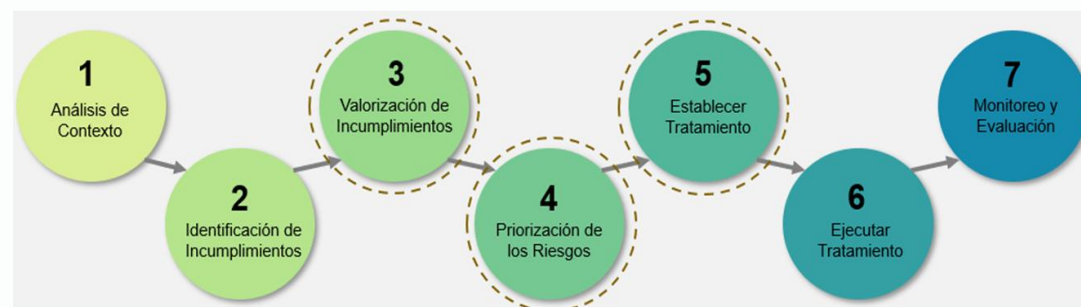 1
Análisis de
Contexto
2
Identificación de
Incumplimientos
3
Valorización de
Incumplimientos
4
Priorización de
los Riesgos
5
Establecer
Tratamiento
6
Ejecutar
Tratamiento
7
Monitoreo y
Evaluación